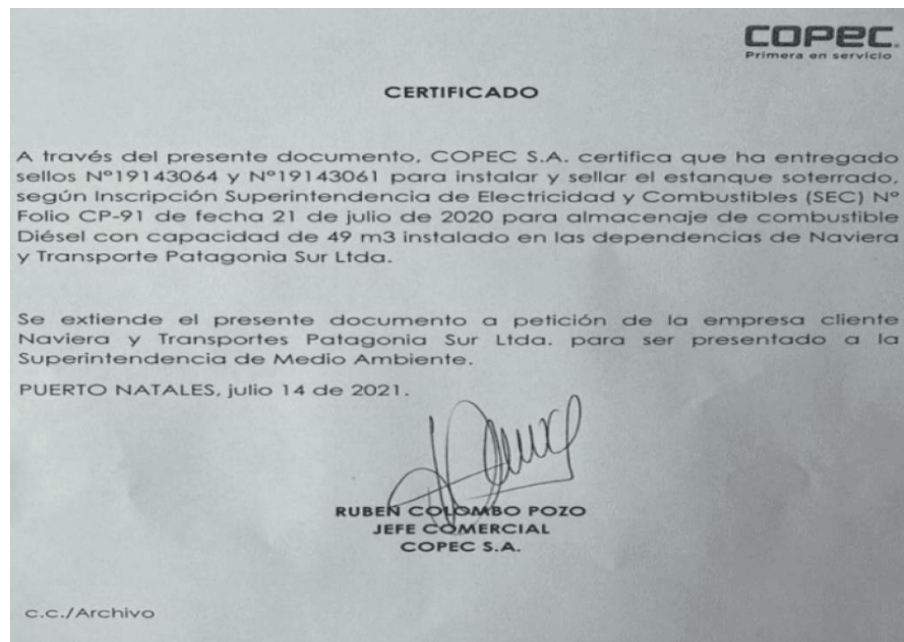 COPEC
Primera en servicio
CERTIFICADO
A través del presente documento, COPEC S.A. certifica que ha entregado
sellos Nº19143064 y Nº19143061 para instalar y sellar el estanque soterrado,
según Inscripción Superintendencia de Electricidad y Combustibles (SEC) Nº
Folio CP-91 de fecha 21 de julio de 2020 para almacenaje de combustible
Diésel con capacidad de 49 m3 instalado en las dependencias de Naviera
y Transporte Patagonia Sur Ltda.
Se extiende el presente documento a petición de la empresa cliente
Naviera y Transportes Patagonia Sur Ltda. para ser presentado a la
Superintendencia de Medio Ambiente.
PUERTO NATALES, julio 14 de 2021.
RUBEN COLOMBO POZO
JEFE COMERCIAL
COPEC S.A.
c.c./Archivo